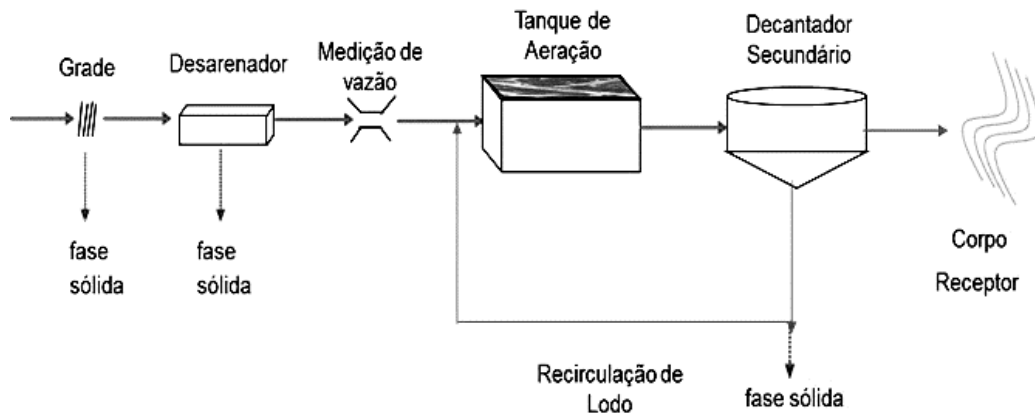 Grade
Desarenador
Medição de
vazão
Tanque de
Aeração
Decantador
Secundário
fase
sólida
fase
sólida
Corpo
Receptor
Recirculação de
Lodo
fase sólida